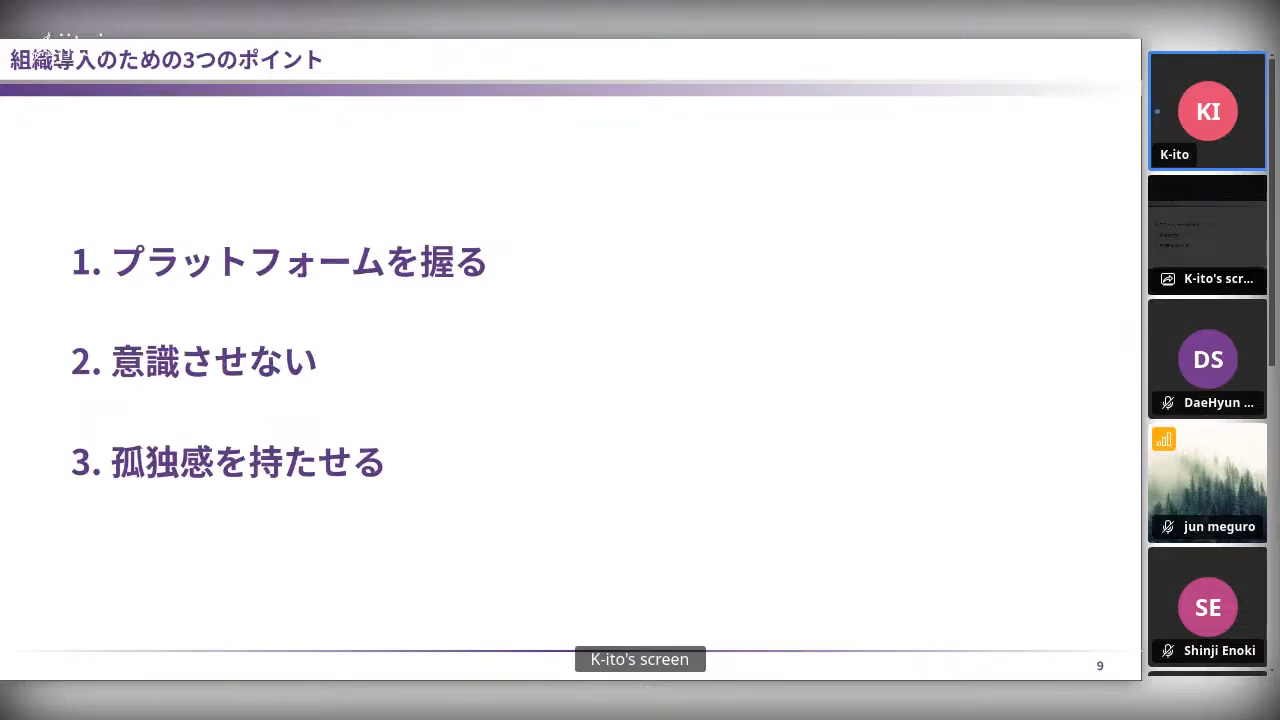 組織導入のための3つのポイント
1. プラットフォームを握る
2. 意識させない
3. 孤独感を持たせる
K-ito's screen
9
KI
K-ito
K-ito's scr...
DS
DaeHyun ...
jun meguro
SE
Shinji Enoki